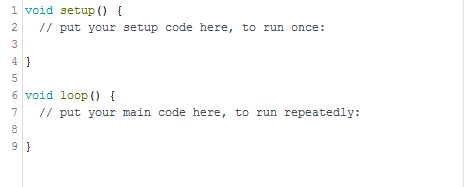 1 void setup() {
2   // put your setup code here, to run once:
3
4 }
5
6 void loop() {
7   // put your main code here, to run repeatedly:
8
9 }